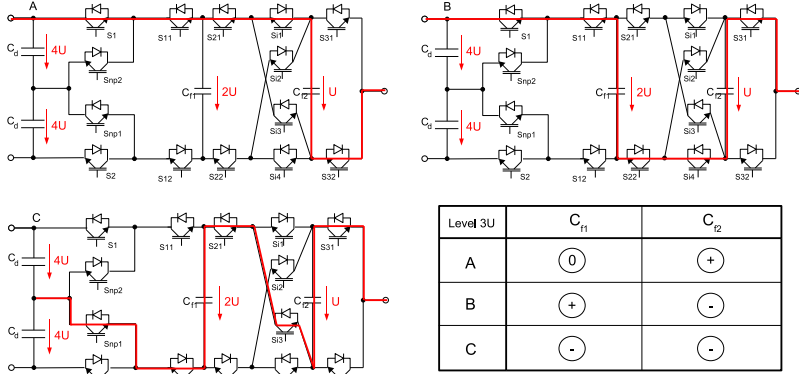 A
S1
S11
S21
Si1
S31
Cd
4U
Snp2
Si2
Cf1
2U
Cf2
U
Cd
4U
Snp1
Si3
S2
S12
S22
Si4
S32
B
S1
S11
S21
Si1
S31
Cd
4U
Snp2
Si2
Cf1
2U
Cf2
U
Cd
4U
Snp1
Si3
S2
S12
S22
Si4
S32
C
S1
S11
S21
Si1
S31
Cd
4U
Snp2
Si2
Cf1
2U
Cf2
U
Cd
4U
Snp1
Si3
Level 3U Cf1 Cf2
A 0 +
B + -
C - -